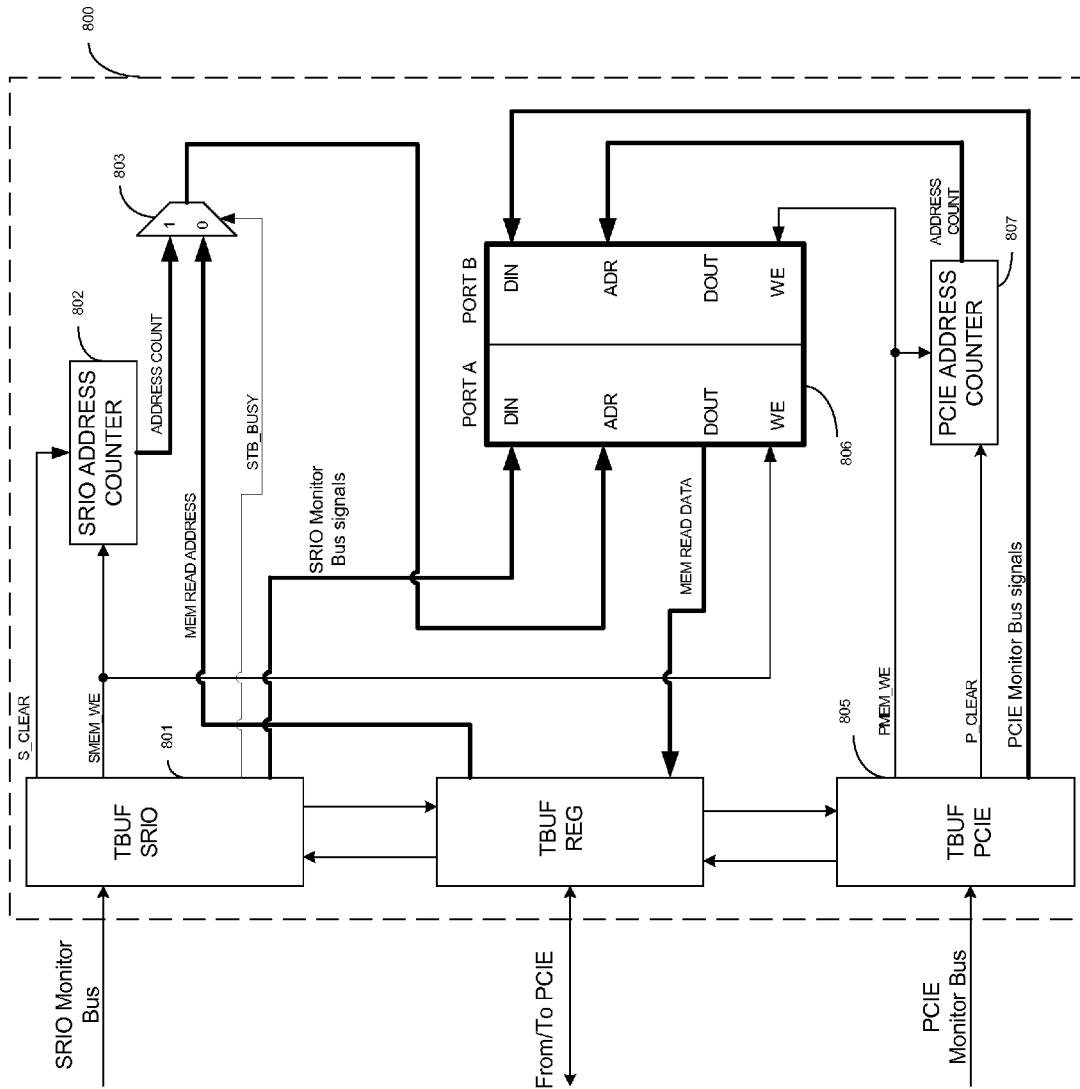 800
803
1
0
802
SRIO ADDRESS
COUNTER
ADDRESS COUNT
S_CLEAR
SMEM_WE
801
MEM READ ADDRESS
STB_BUSY
SRIO Monitor
Bus signals
TBUF
SRIO
SRIO Monitor
Bus
PORT A
PORT B
DIN
DIN
ADR
ADR
DOUT
DOUT
WE
WE
806
MEM READ DATA
TBUF
REG
From/To PCIE
ADDRESS
COUNT
807
PCIE ADDRESS
COUNTER
805
PMEM_WE
P_CLEAR
PCIE Monitor Bus signals
TBUF
PCIE
PCIE
Monitor Bus